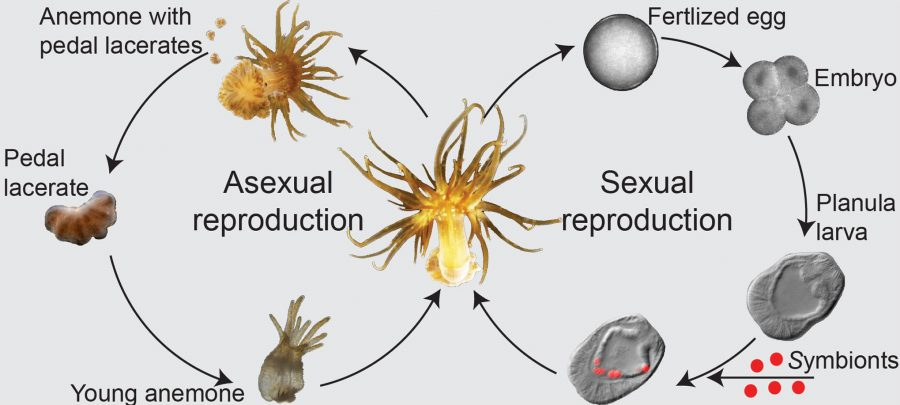 Anemone with
pedal lacerates
Pedal
lacerate
Young anemone
Asexual
reproduction
Sexual
reproduction
Fertlized egg
Embryo
Planula
larva
Symbionts